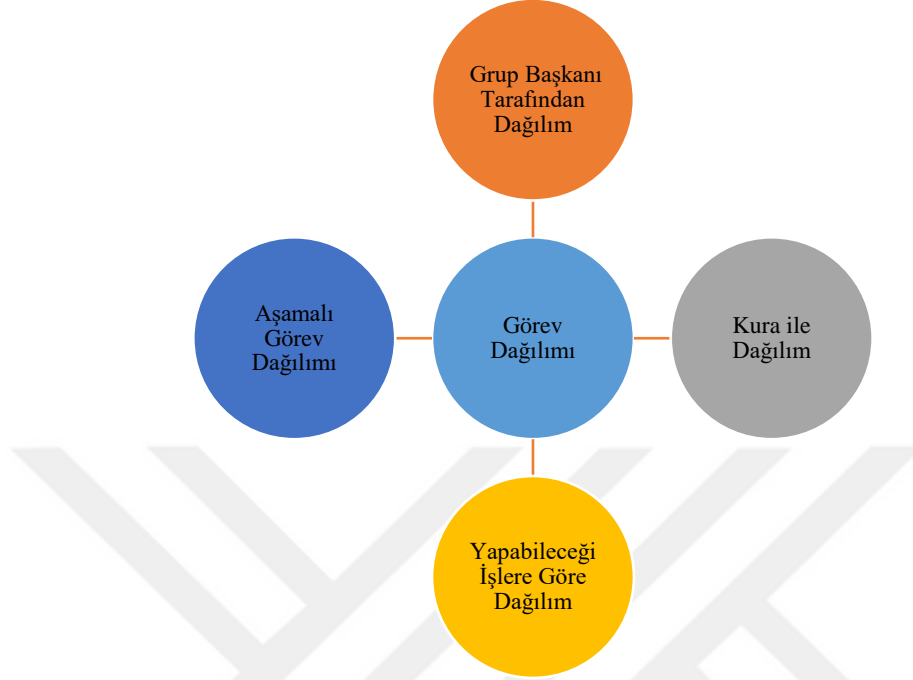 Grup Başkanı
Tarafından
Dağılım
Aşamalı
Görev
Dağılımı
Görev
Dağılımı
Kura ile
Dağılım
Yapabileceği
İşlere Göre
Dağılım